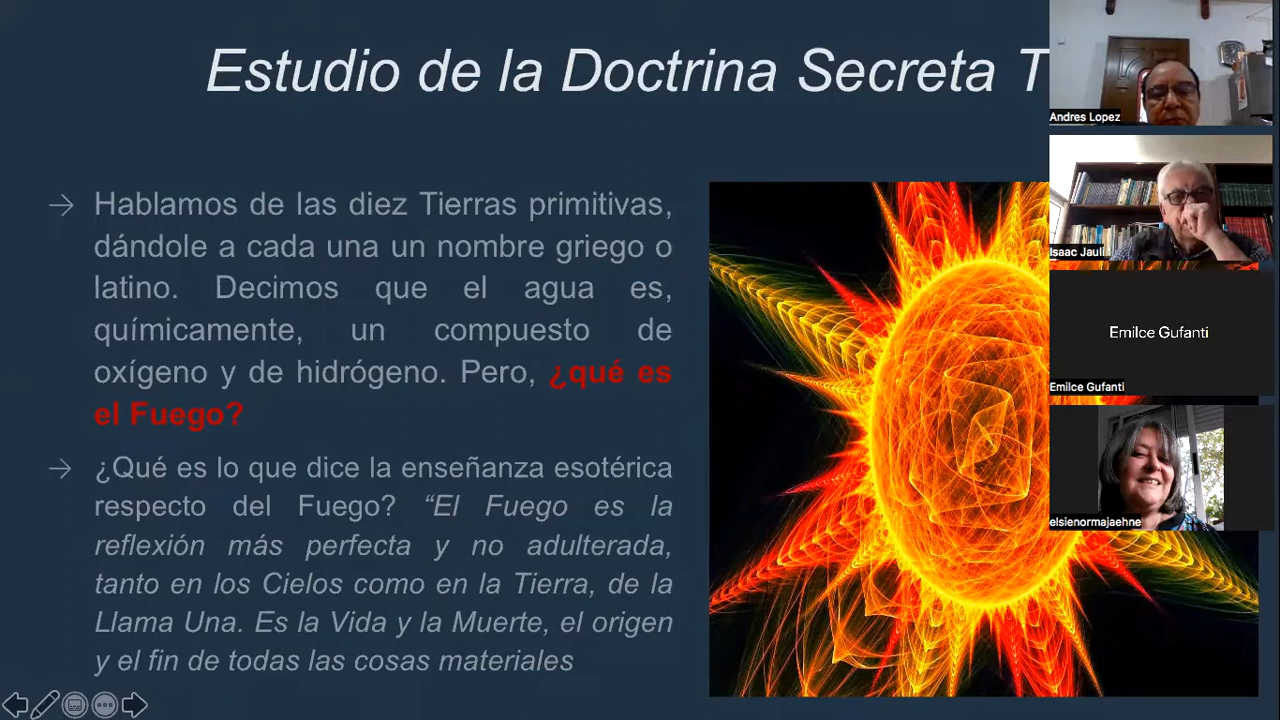 Estudio de la Doctrina Secreta T
Hablamos de las diez Tierras primitivas,
dándole a cada una un nombre griego o
latino. Decimos que el agua es,
químicamente, un compuesto de
oxígeno y de hidrógeno. Pero, ¿qué es
el Fuego?
¿Qué es lo que dice la enseñanza esotérica
respecto del Fuego? “El Fuego es la
reflexión más perfecta y no adulterada,
tanto en los Cielos como en la Tierra, de la
Llama Una. Es la Vida y la Muerte, el origen
y el fin de todas las cosas materiales
Andres Lopez
Isaac Jauli
Emilce Gufanti
Emilce Gufanti
elsienormajaehne